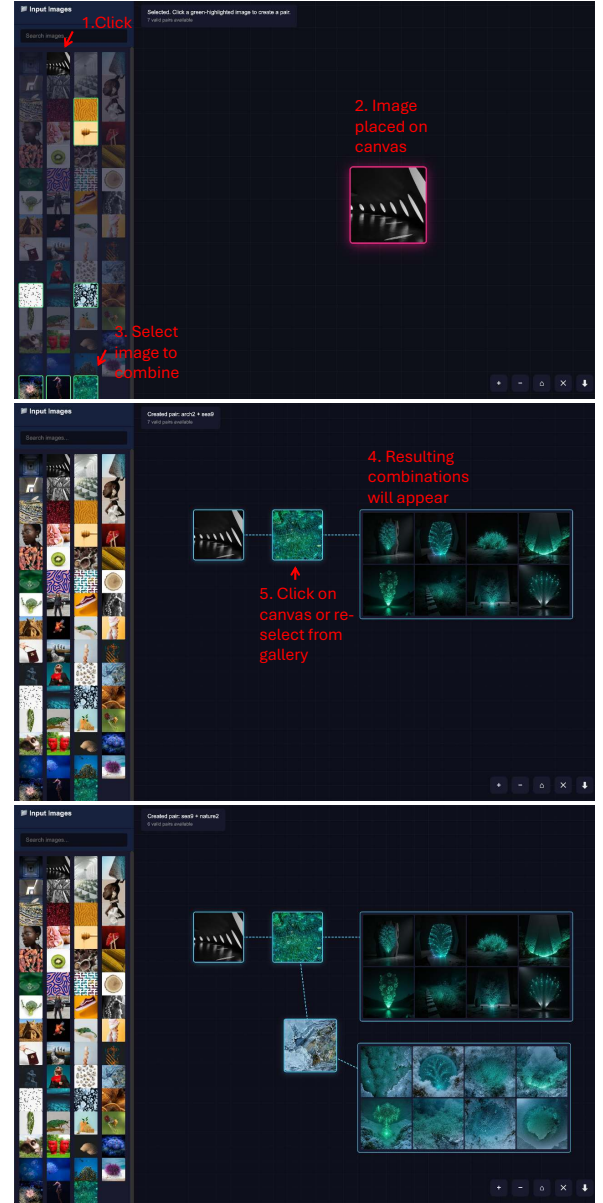 Input Images
1.Click
Search images...
Selected. Click a green-highlighted image to create a pair.
7 valid pairs available
2. Image
placed on
canvas
3. Select
image to
combine
+ − ⌂ ✕ ⬇
Input Images
Search images...
Created pair: arch2 + sea9
7 valid pairs available
4. Resulting
combinations
will appear
5. Click on
canvas or re-
select from
gallery
+ − ⌂ ✕ ⬇
Input Images
Search images...
Created pair: sea9 + nature2
6 valid pairs available
+ − ⌂ ✕ ⬇